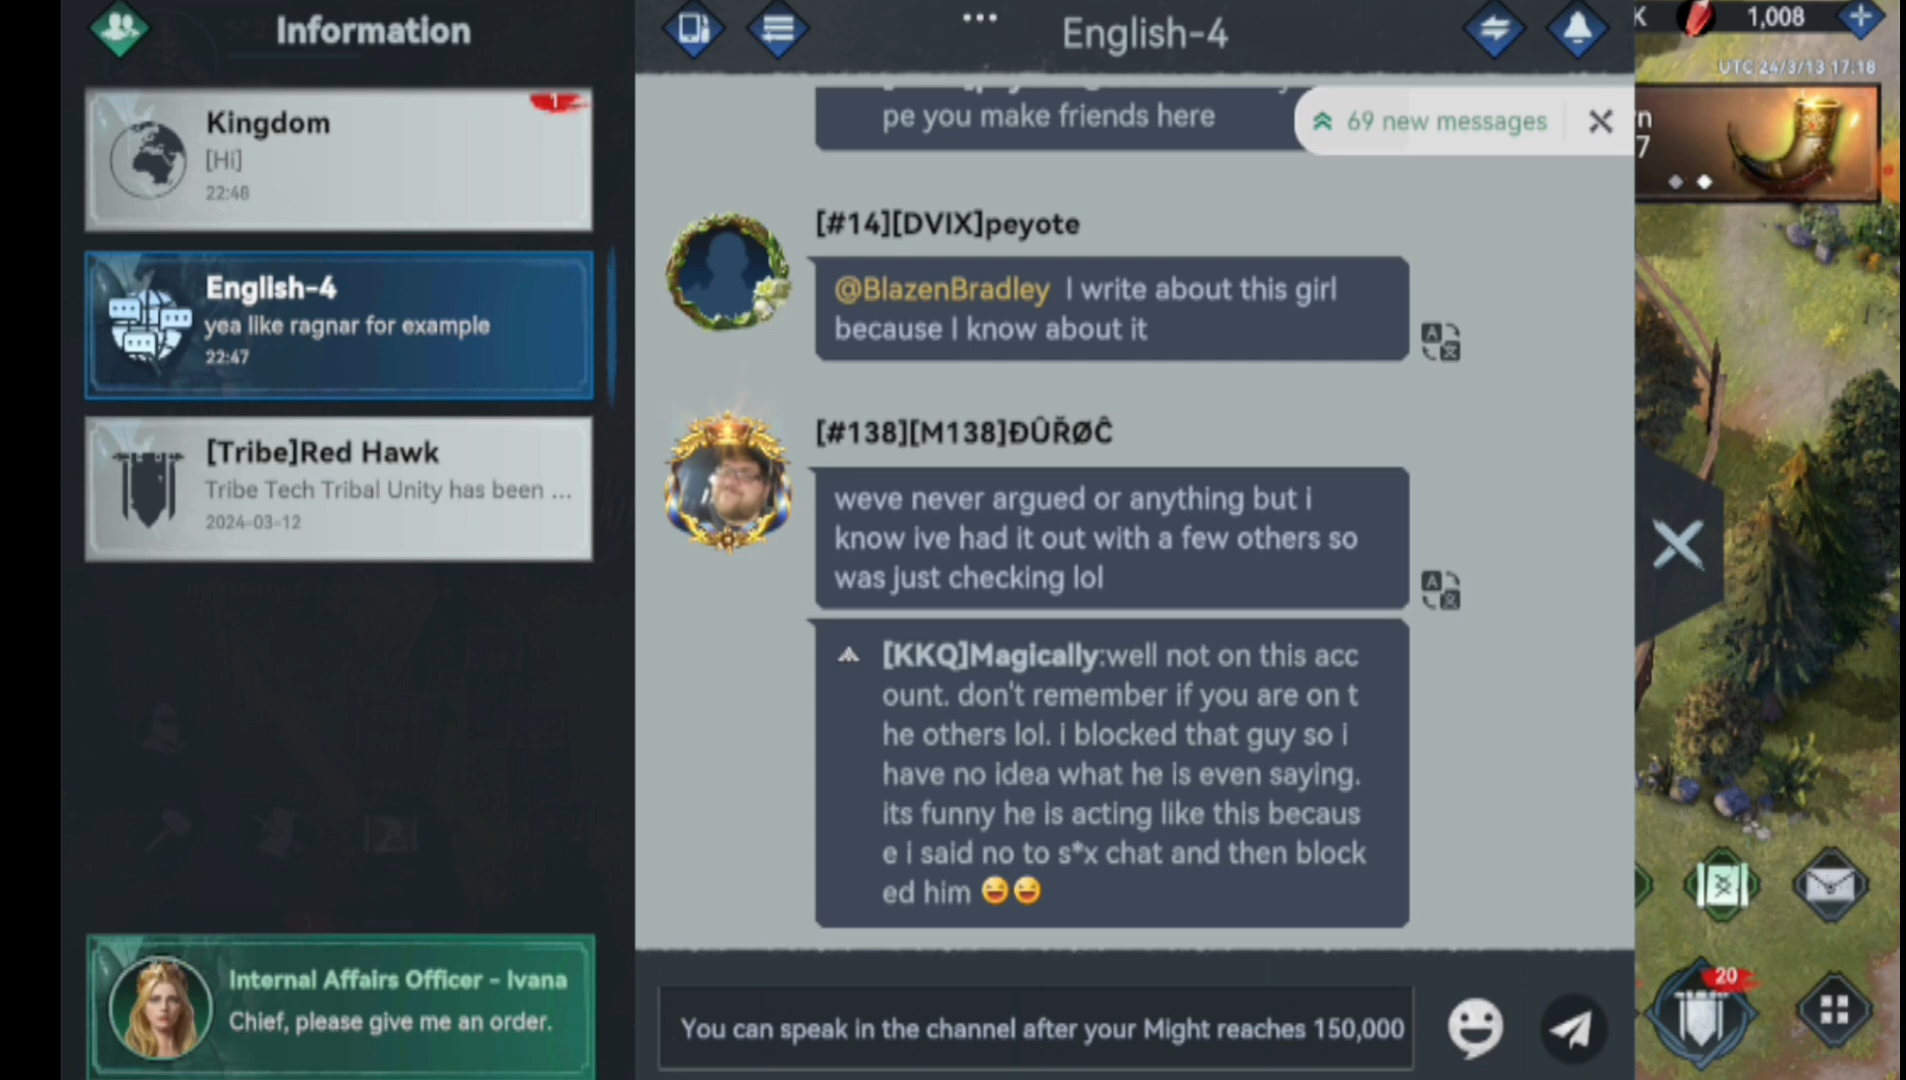 Information
Kingdom
[Hi]
22:48
1
English-4
yea like ragnar for example
22:47
[Tribe]Red Hawk
Tribe Tech Tribal Unity has been ...
2024-03-12
Internal Affairs Officer - Ivana
Chief, please give me an order.
...
English-4
pe you make friends here
69 new messages
[#14][DVIX]peyote
@BlazenBradley I write about this girl
because I know about it
[#138][M138]ÐÛŘØĈ
weve never argued or anything but i
know ive had it out with a few others so
was just checking lol
[KKQ]Magically:well not on this acc
ount. don't remember if you are on t
he others lol. i blocked that guy so i
have no idea what he is even saying.
its funny he is acting like this becaus
e i said no to s*x chat and then block
ed him 😆😆
You can speak in the channel after your Might reaches 150,000
K
1,008
UTC 24/3/13 17:18
n
7
20